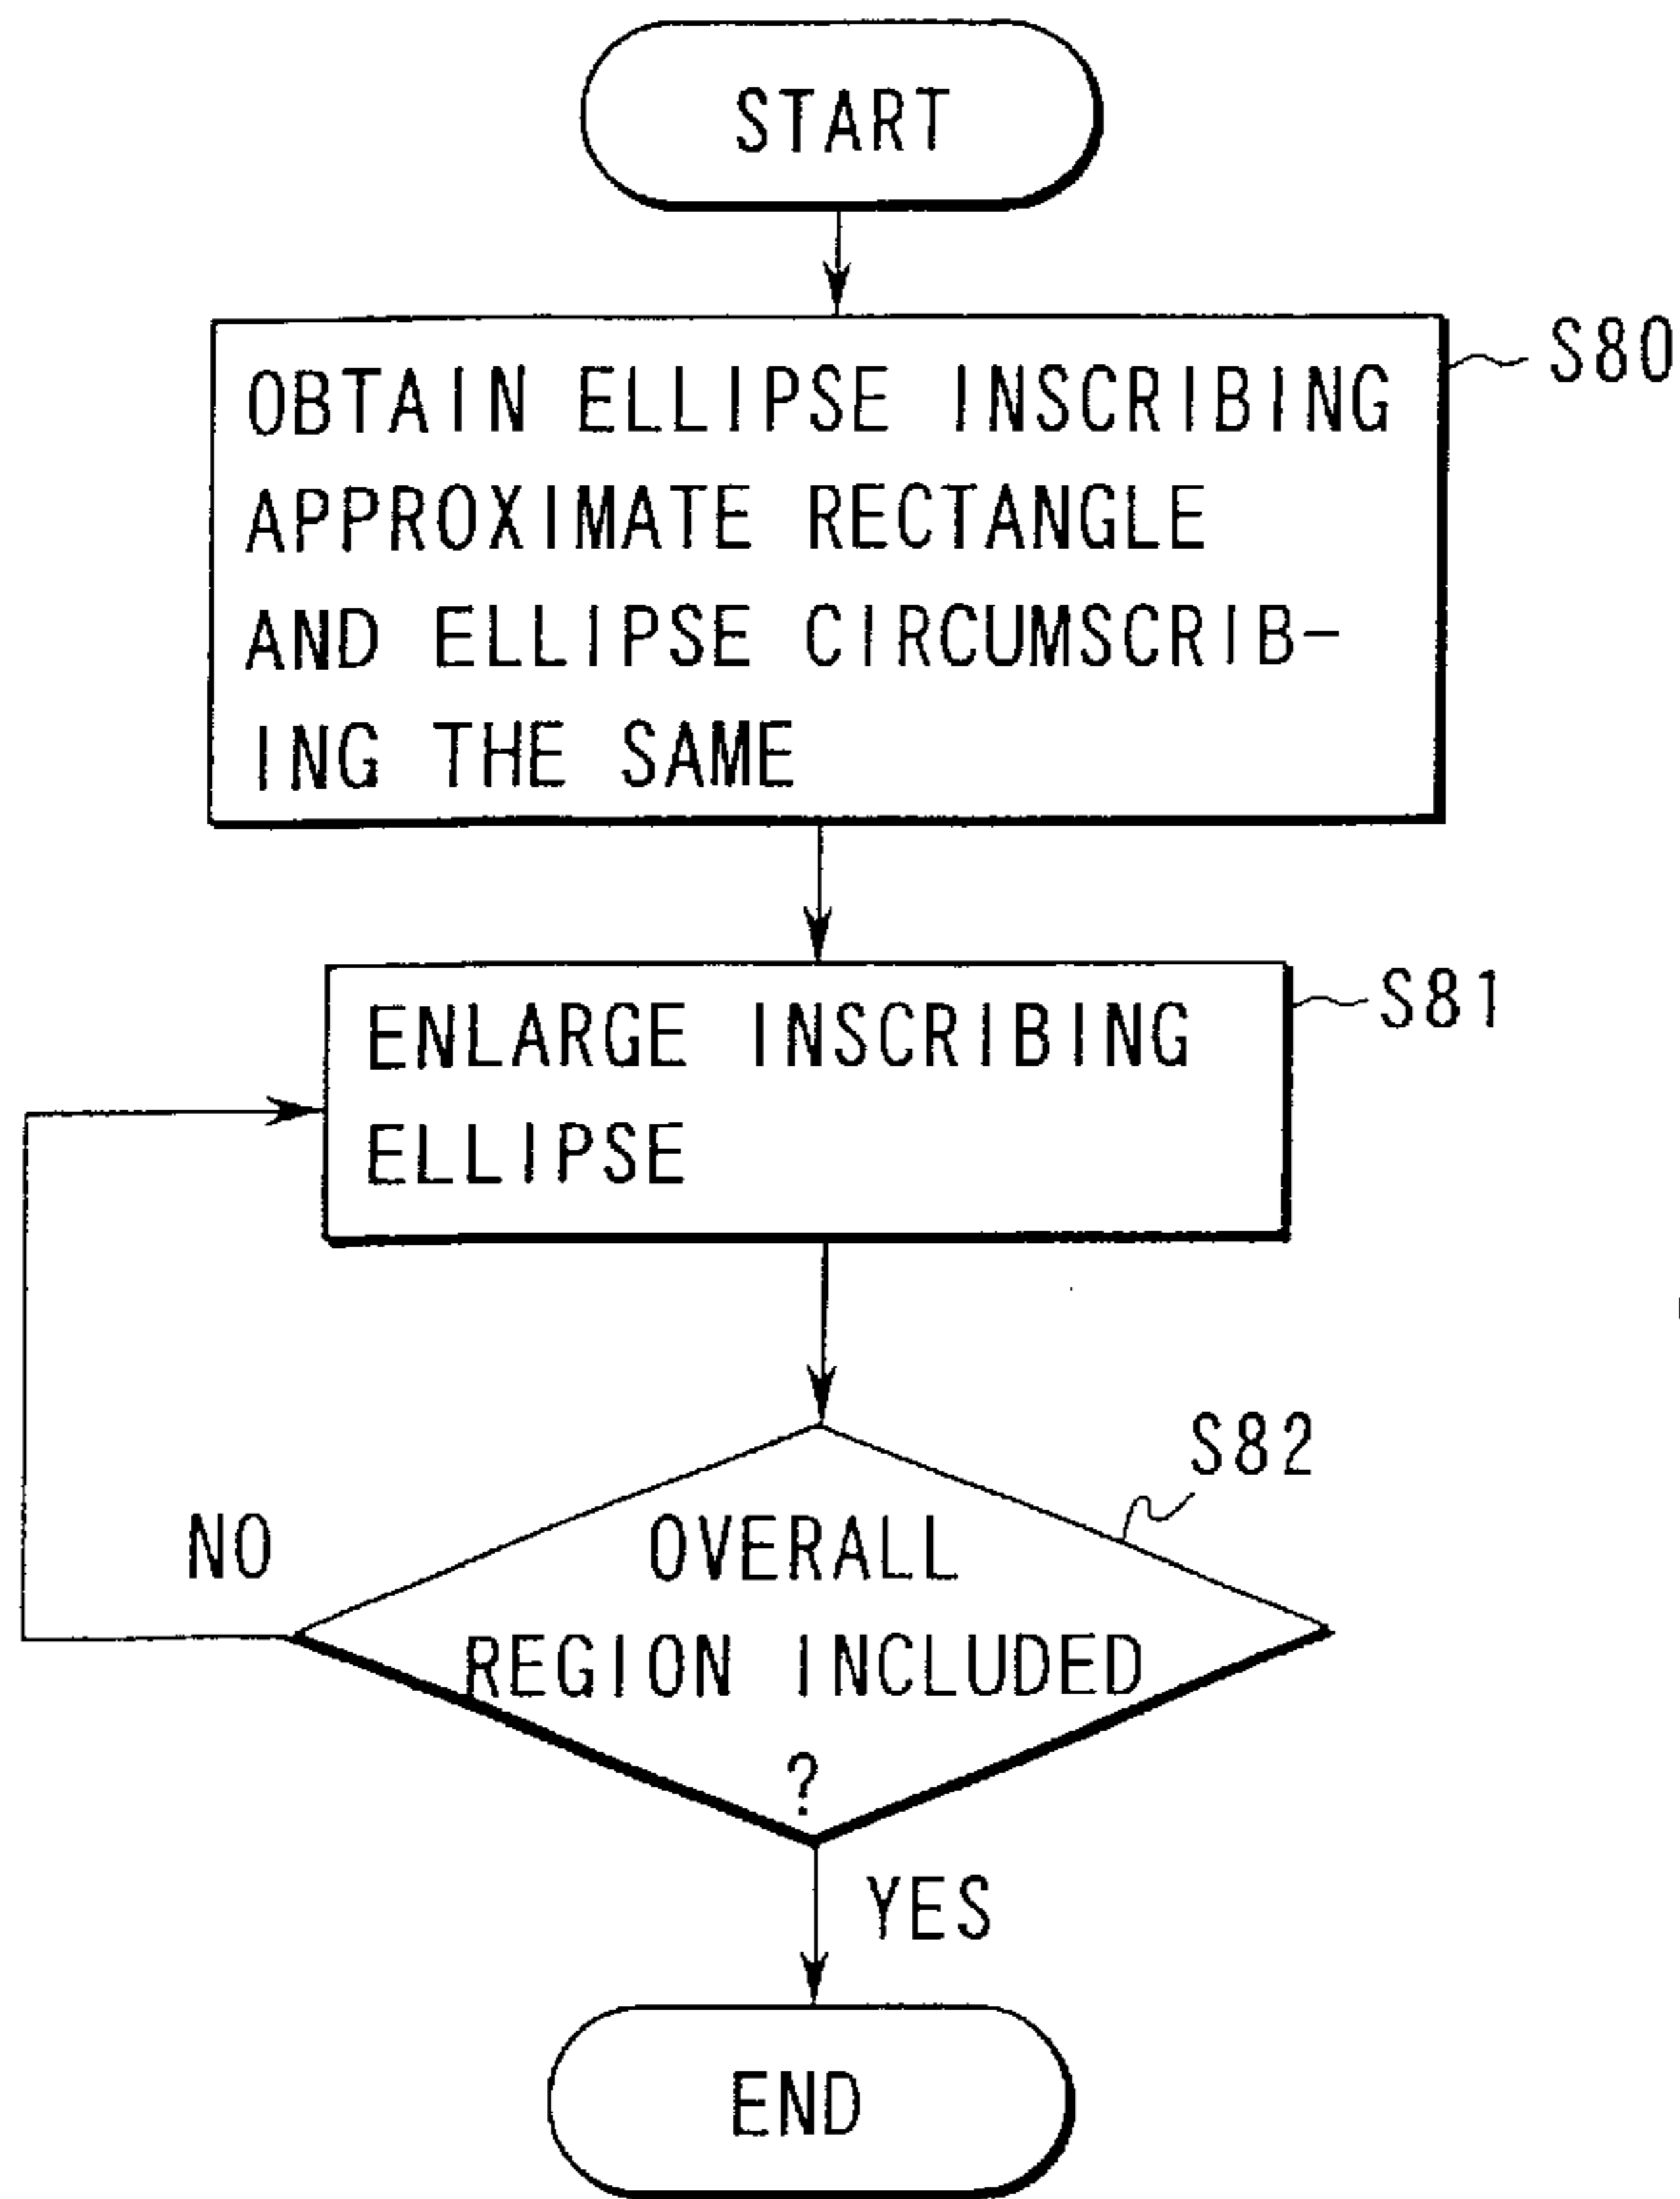 START
S80
OBTAIN ELLIPSE INSCRIBING
APPROXIMATE RECTANGLE
AND ELLIPSE CIRCUMSCRIB-
ING THE SAME
S81
ENLARGE INSCRIBING
ELLIPSE
S82
NO
OVERALL
REGION INCLUDED
?
YES
END